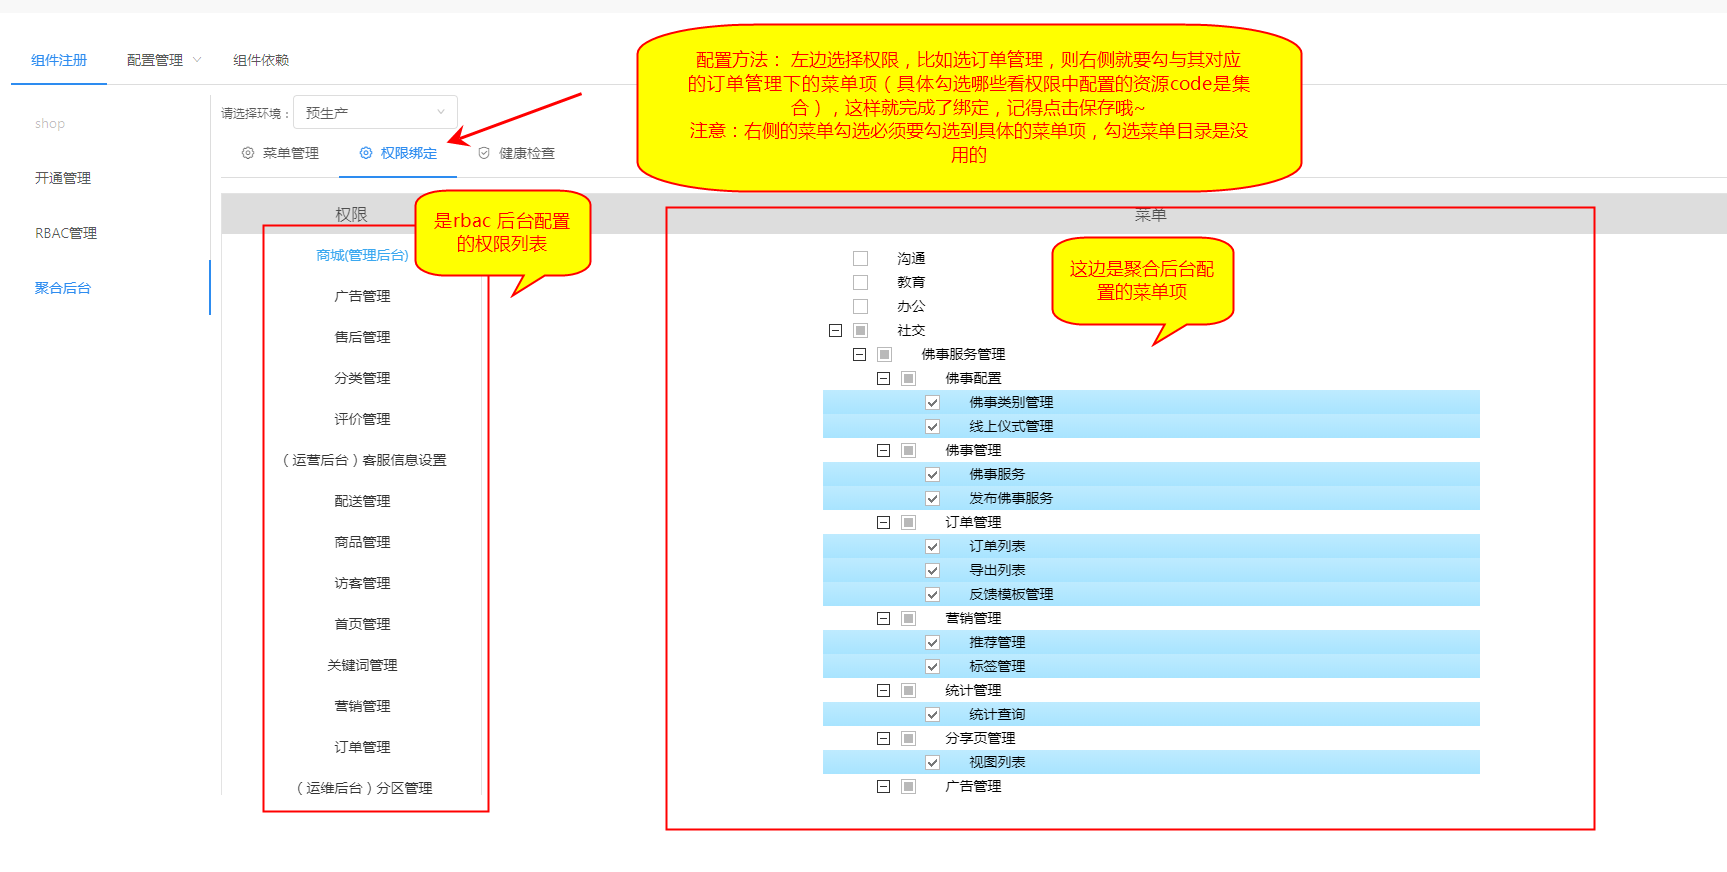 组件注册
配置管理
组件依赖
配置方法： 左边选择权限，比如选订单管理，则右侧就要勾与其对应
的订单管理下的菜单项（具体勾选哪些看权限中配置的资源code是集
合），这样就完成了绑定，记得点击保存哦~
注意：右侧的菜单勾选必须要勾选到具体的菜单项，勾选菜单目录是没
用的
shop
开通管理
RBAC管理
聚合后台
请选择环境：
预生产
菜单管理
权限绑定
健康检查
权限
菜单
是rbac 后台配置
的权限列表
商城(管理后台)
广告管理
售后管理
分类管理
评价管理
（运营后台）客服信息设置
配送管理
商品管理
访客管理
首页管理
关键词管理
营销管理
订单管理
（运维后台）分区管理
这边是聚合后台配
置的菜单项
沟通
教育
办公
社交
佛事服务管理
佛事配置
佛事类别管理
线上仪式管理
佛事管理
佛事服务
发布佛事服务
订单管理
订单列表
导出列表
反馈模板管理
营销管理
推荐管理
标签管理
统计管理
统计查询
分享页管理
视图列表
广告管理